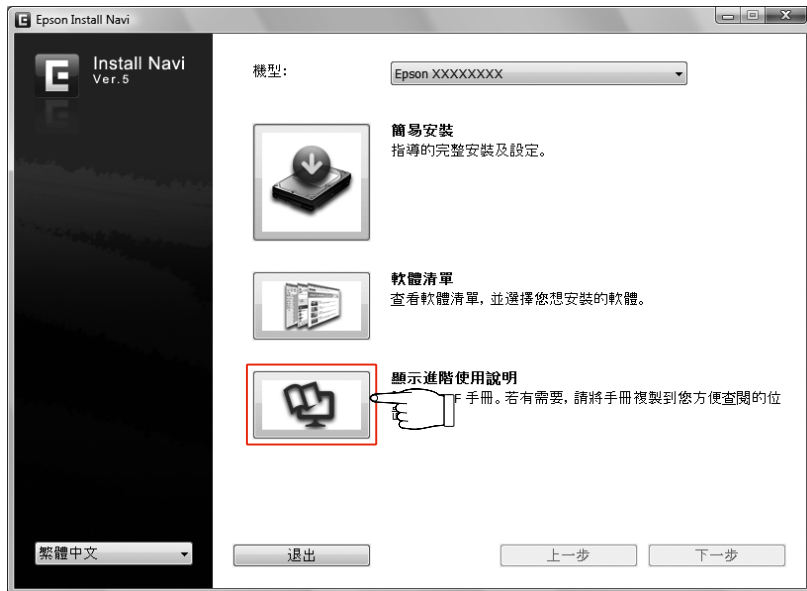 Epson Install Navi
Install Navi
Ver.5
機型:
Epson XXXXXXXX
簡易安裝
指導的完整安裝及設定。
軟體清單
查看軟體清單, 並選擇您想安裝的軟體。
顯示進階使用說明
F 手冊。若有需要, 請將手冊複製到您方便查閱的位
繁體中文
退出
上一步
下一步